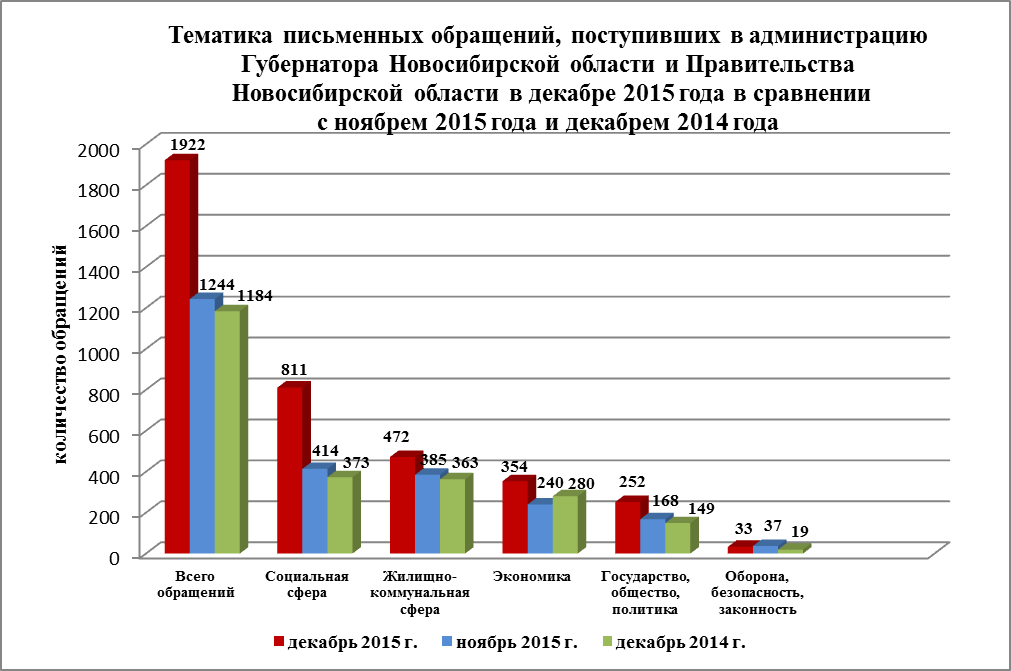 Тематика письменных обращений, поступивших в администрацию
Губернатора Новосибирской области и Правительства
Новосибирской области в декабре 2015 года в сравнении
с ноябрем 2015 года и декабрем 2014 года
количество обращений
2000
1800
1600
1400
1200
1000
800
600
400
200
0
1922
1244
1184
811
414
373
472
385
363
354
240
280
252
168
149
33
37
19
Всего
обращений
Социальная
сфера
Жилищно-
коммунальная
сфера
Экономика
Государство,
общество,
политика
Оборона,
безопасность,
законность
декабрь 2015 г.
ноябрь 2015 г.
декабрь 2014 г.